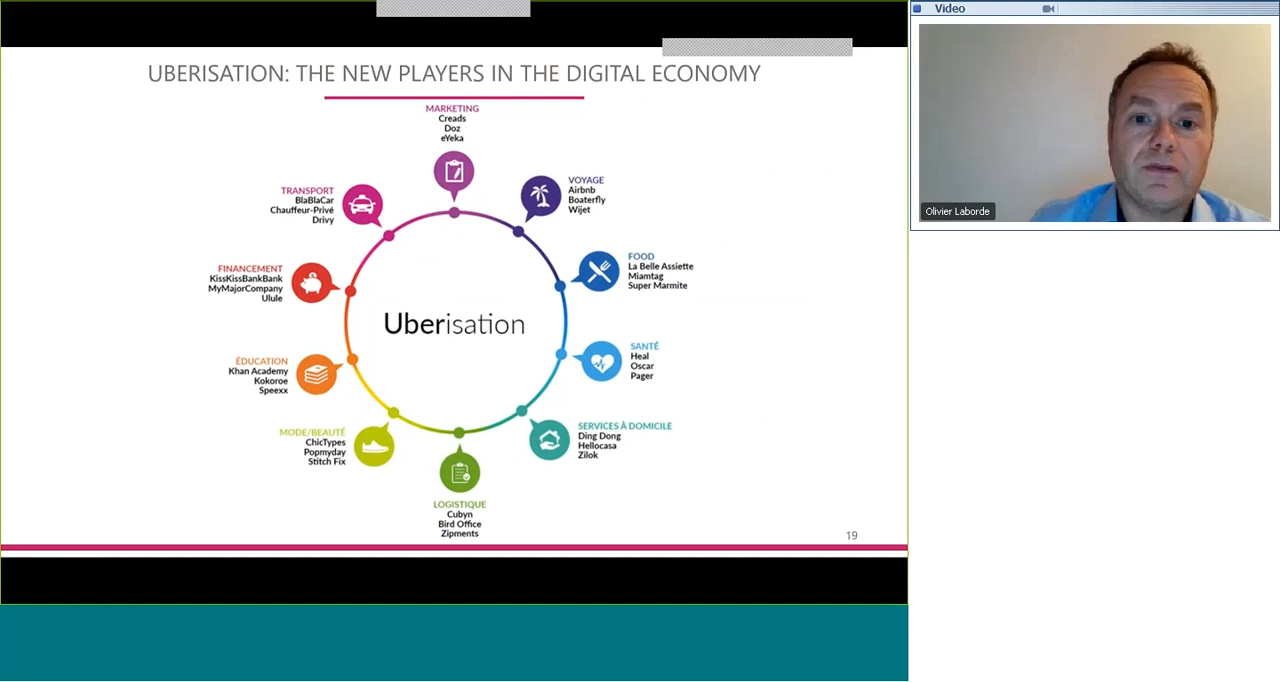 UBERISATION: THE NEW PLAYERS IN THE DIGITAL ECONOMY
MARKETING
Creads
Doz
eYeka
VOYAGE
Airbnb
Boaterfly
Wijet
FOOD
La Belle Assiette
Miamtag
Super Marmite
SANTÉ
Heal
Oscar
Pager
SERVICES À DOMICILE
Ding Dong
Hellocasa
Zilok
LOGISTIQUE
Cubyn
Bird Office
Zipments
MODE/BEAUTÉ
ChicTypes
Popmyday
Stitch Fix
ÉDUCATION
Khan Academy
Kokoroe
Speexx
FINANCEMENT
KissKissBankBank
MyMajorCompany
Ulule
TRANSPORT
BlaBlaCar
Chauffeur-Privé
Drivy
Uberisation
19
Video
Olivier Laborde